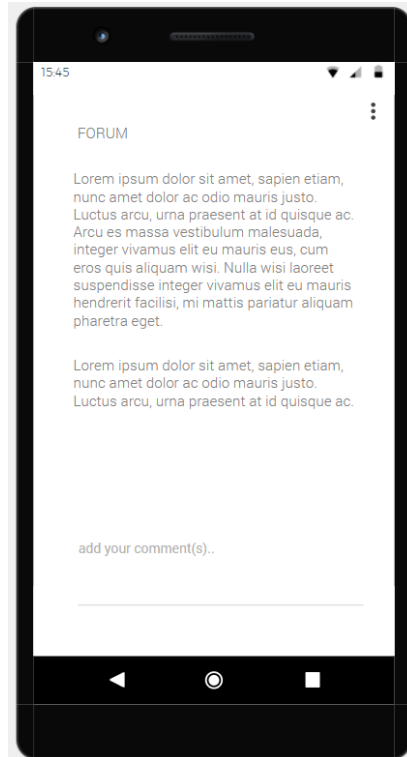 15:45
FORUM
Lorem ipsum dolor sit amet, sapien etiam,
nunc amet dolor ac odio mauris justo.
Luctus arcu, urna praesent at id quisque ac.
Arcu es massa vestibulum malesuada,
integer vivamus elit eu mauris eus, cum
eros quis aliquam wisi. Nulla wisi laoreet
suspendisse integer vivamus elit eu mauris
hendrerit facilisi, mi mattis pariatur aliquam
pharetra eget.
Lorem ipsum dolor sit amet, sapien etiam,
nunc amet dolor ac odio mauris justo.
Luctus arcu, urna praesent at id quisque ac.
add your comment(s)..